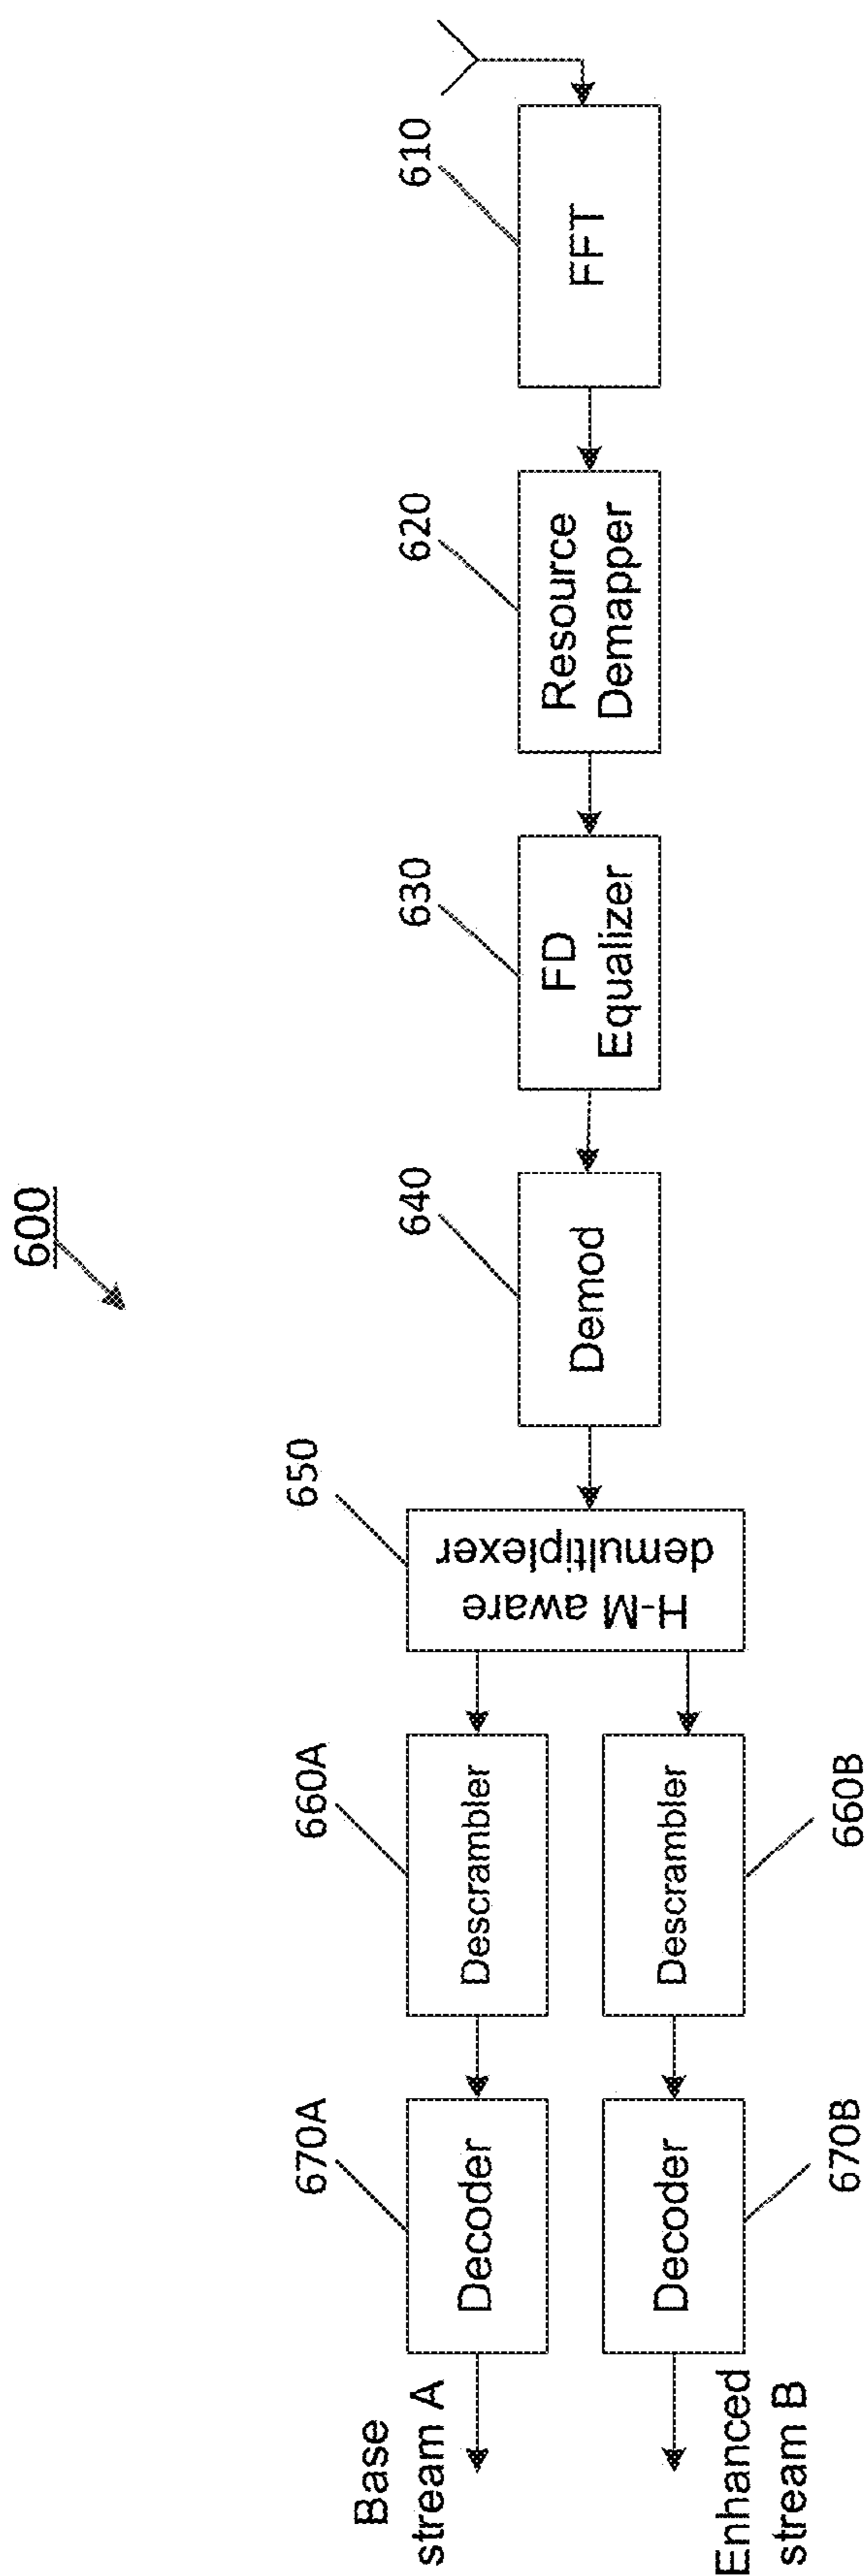 600
610
FFT
620
Resource
Demapper
630
FD
Equalizer
640
Demod
650
H-M aware
demultiplexer
660A
Descrambler
660B
Descrambler
670A
Decoder
670B
Decoder
Base
stream A
Enhanced
stream B